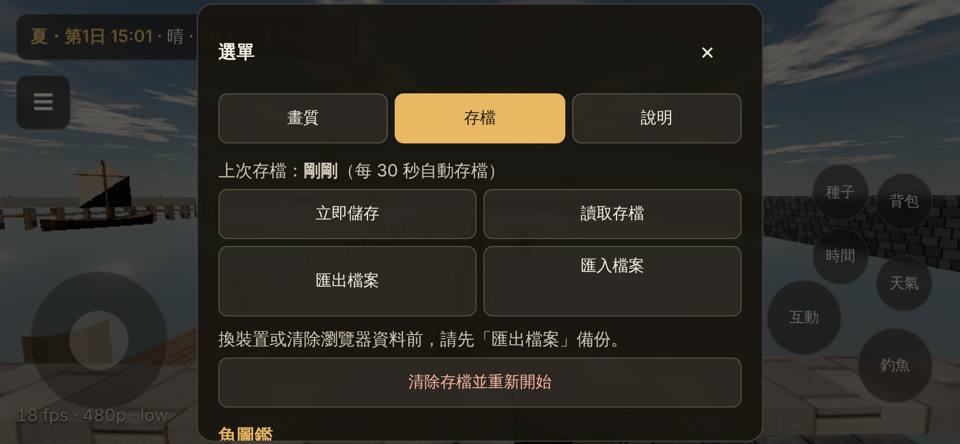 夏・第1日 15:01・晴・
選單
×
畫質
存檔
說明
上次存檔：剛剛（每 30 秒自動存檔）
立即儲存
讀取存檔
匯出檔案
匯入檔案
換裝置或清除瀏覽器資料前，請先「匯出檔案」備份。
清除存檔並重新開始
魚圖鑑
種子
背包
時間
天氣
互動
釣魚
18 fps · 480p · low